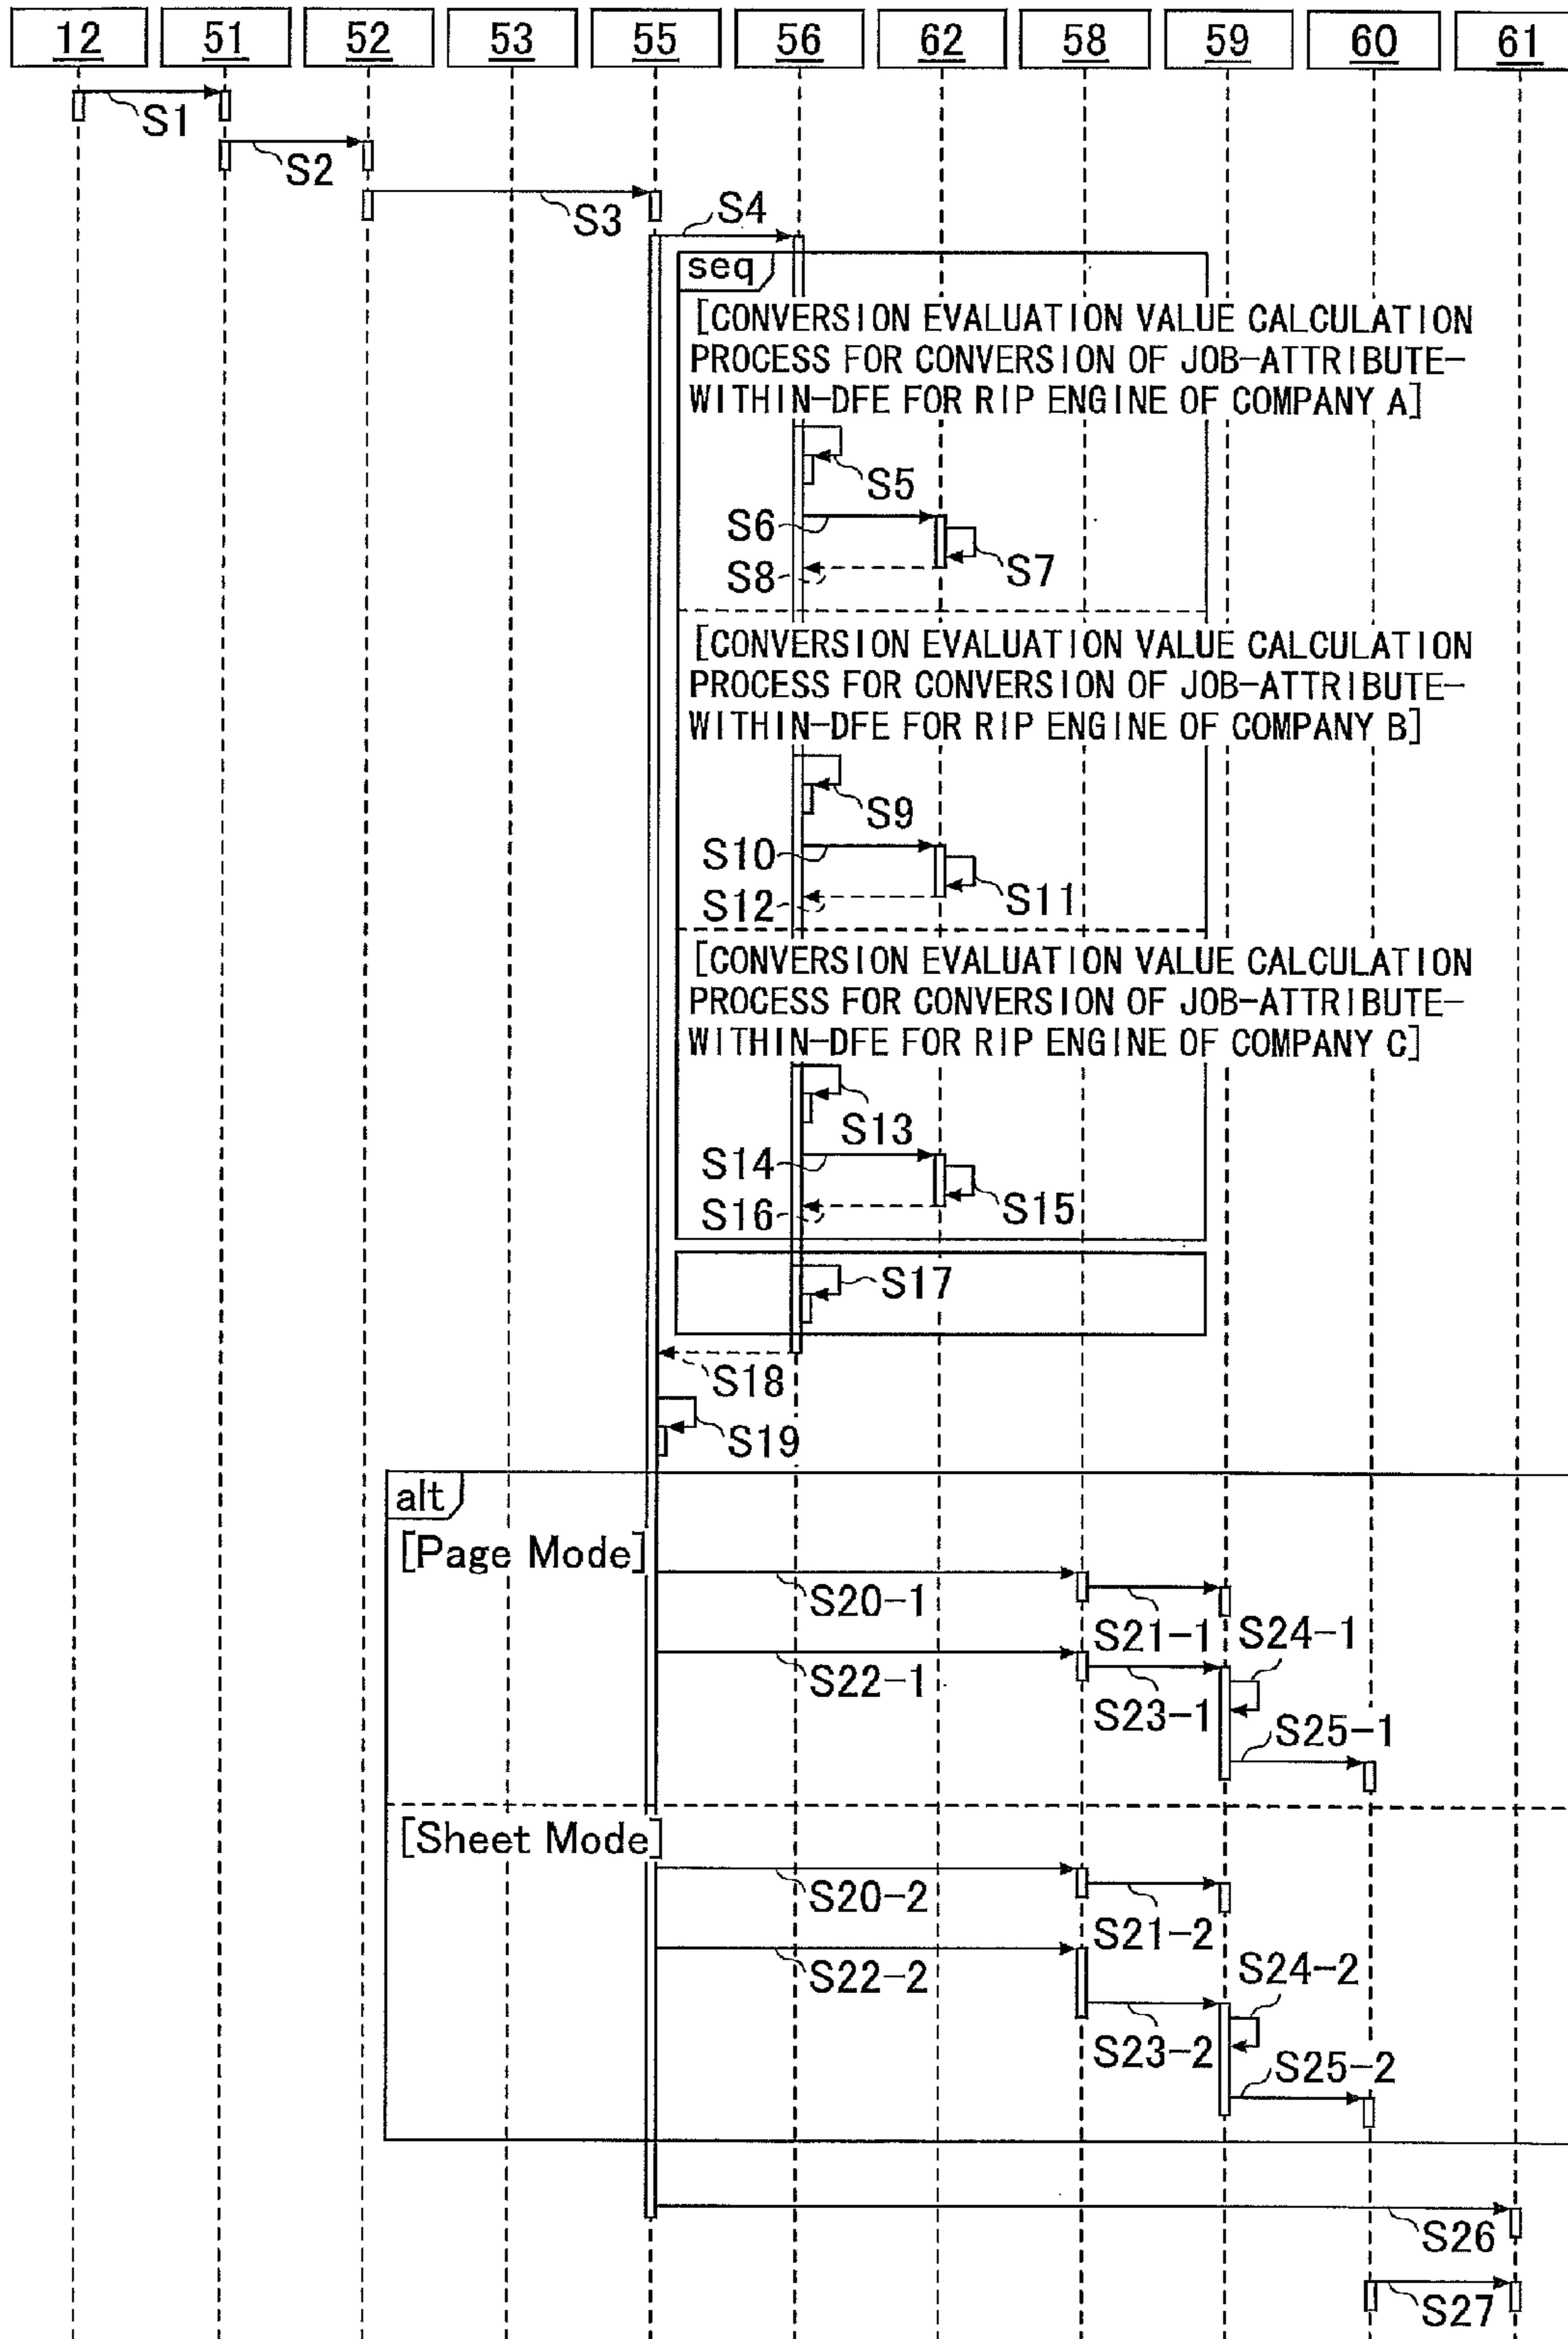 12 51 52 53 55 56 62 58 59 60 61
S1
S2
S3
S4
seq
[CONVERSION EVALUATION VALUE CALCULATION
PROCESS FOR CONVERSION OF JOB-ATTRIBUTE-
WITHIN-DFE FOR RIP ENGINE OF COMPANY A]
S5
S6
S7
S8
[CONVERSION EVALUATION VALUE CALCULATION
PROCESS FOR CONVERSION OF JOB-ATTRIBUTE-
WITHIN-DFE FOR RIP ENGINE OF COMPANY B]
S9
S10
S11
S12
[CONVERSION EVALUATION VALUE CALCULATION
PROCESS FOR CONVERSION OF JOB-ATTRIBUTE-
WITHIN-DFE FOR RIP ENGINE OF COMPANY C]
S13
S14
S15
S16
S17
S18
S19
alt
[Page Mode]
S20-1
S21-1
S24-1
S22-1
S23-1
S25-1
[Sheet Mode]
S20-2
S21-2
S22-2
S24-2
S23-2
S25-2
S26
S27